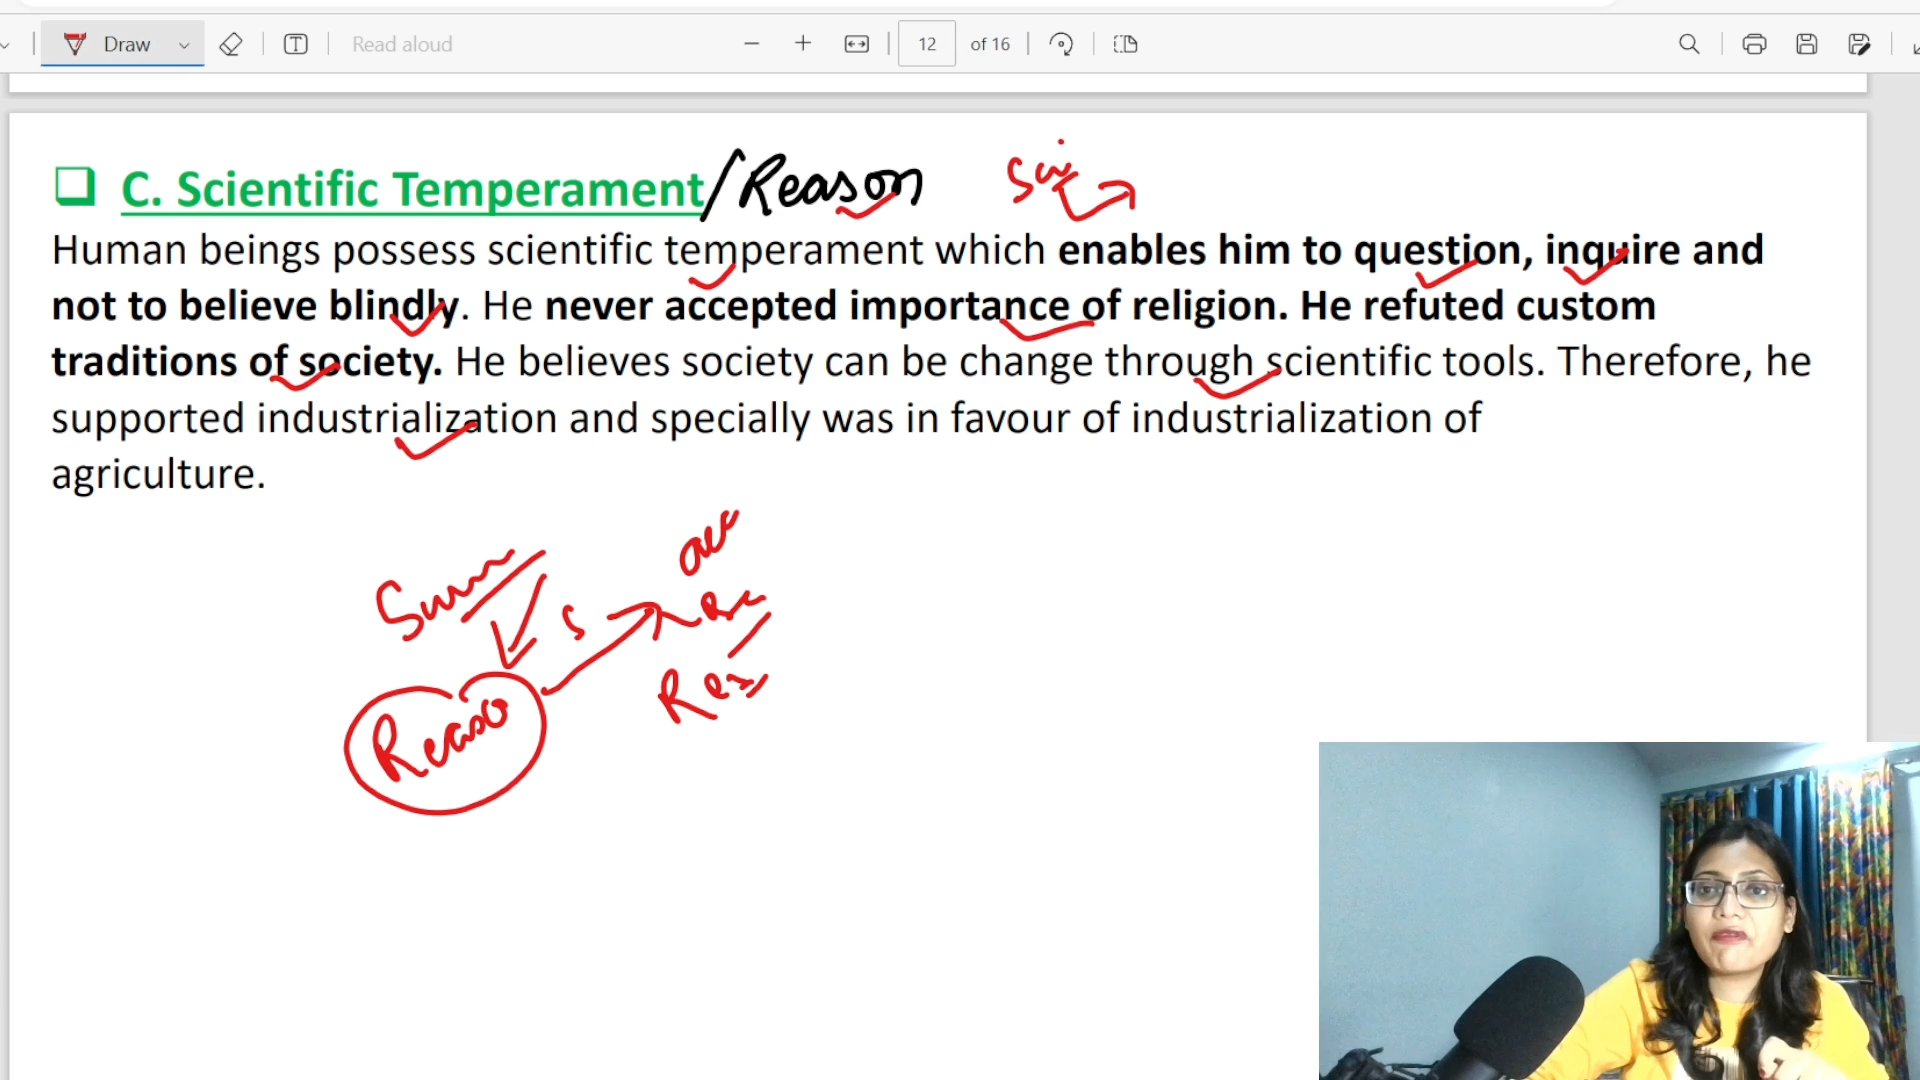 Draw
Read aloud
12 of 16
C. Scientific Temperament/Reason
Sci
Human beings possess scientific temperament which enables him to question, inquire and
not to believe blindly. He never accepted importance of religion. He refuted custom
traditions of society. He believes society can be change through scientific tools. Therefore, he
supported industrialization and specially was in favour of industrialization of
agriculture.
S
Reaso